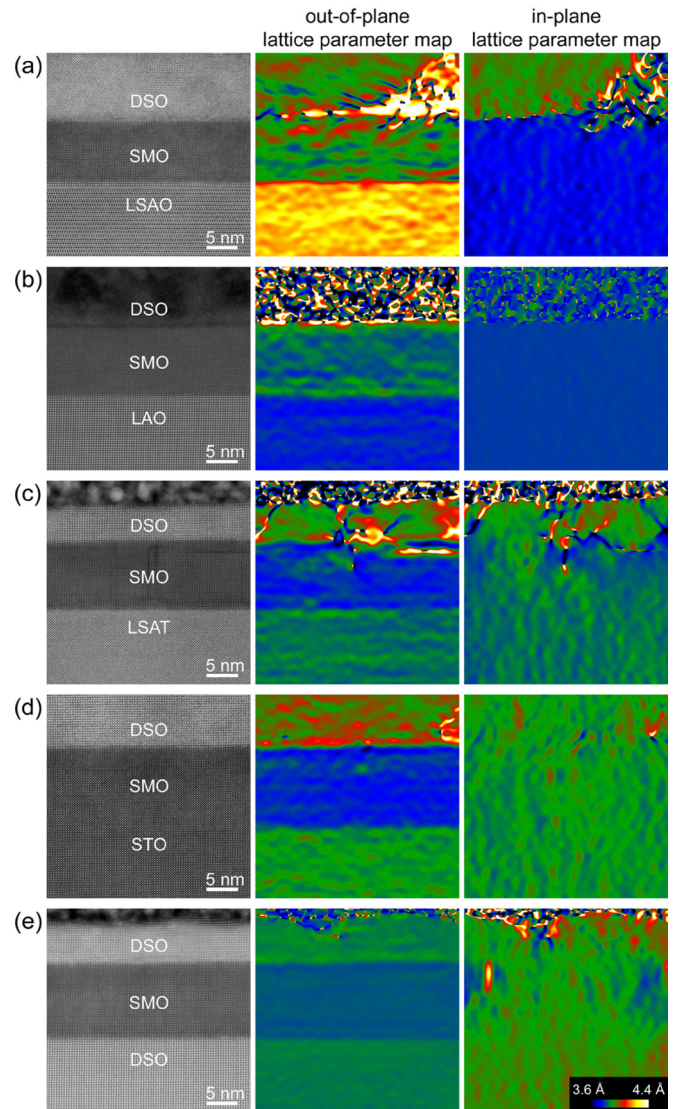 out-of-plane
lattice parameter map
in-plane
lattice parameter map
(a)
DSO
SMO
LSAO
5 nm
(b)
DSO
SMO
LAO
5 nm
(c)
DSO
SMO
LSAT
5 nm
(d)
DSO
SMO
STO
5 nm
(e)
DSO
SMO
DSO
5 nm
3.6 Å 4.4 Å